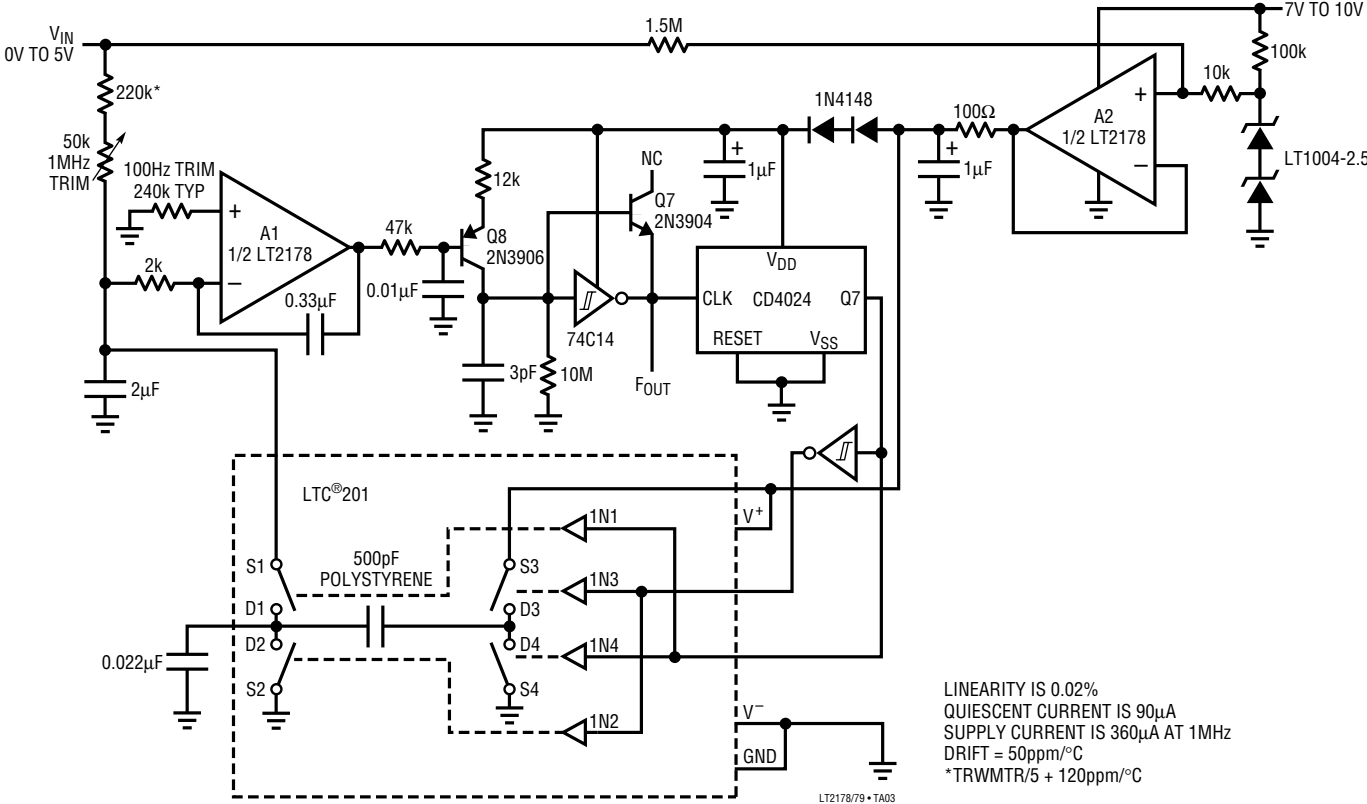 V_IN
0V TO 5V
1.5M
7V TO 10V
100k
10k
220k*
50k
1MHz
TRIM
100Hz TRIM
240k TYP
+
A1
1/2 LT2178
–
2k
0.33µF
47k
0.01µF
12k
Q8
2N3906
NC
Q7
2N3904
+
1µF
1N4148
+
1µF
100Ω
+
A2
1/2 LT2178
–
LT1004-2.5
V_DD
CLK
CD4024
Q7
RESET
V_SS
74C14
3pF
10M
F_OUT
2µF
LTC®201
V+
1N1
500pF
POLYSTYRENE
S1
S3
1N3
D1
D3
D2
D4
1N4
0.022µF
S2
S4
V–
1N2
GND
LINEARITY IS 0.02%
QUIESCENT CURRENT IS 90µA
SUPPLY CURRENT IS 360µA AT 1MHz
DRIFT = 50ppm/°C
*TRWMTR/5 + 120ppm/°C
LT2178/79 • TA03